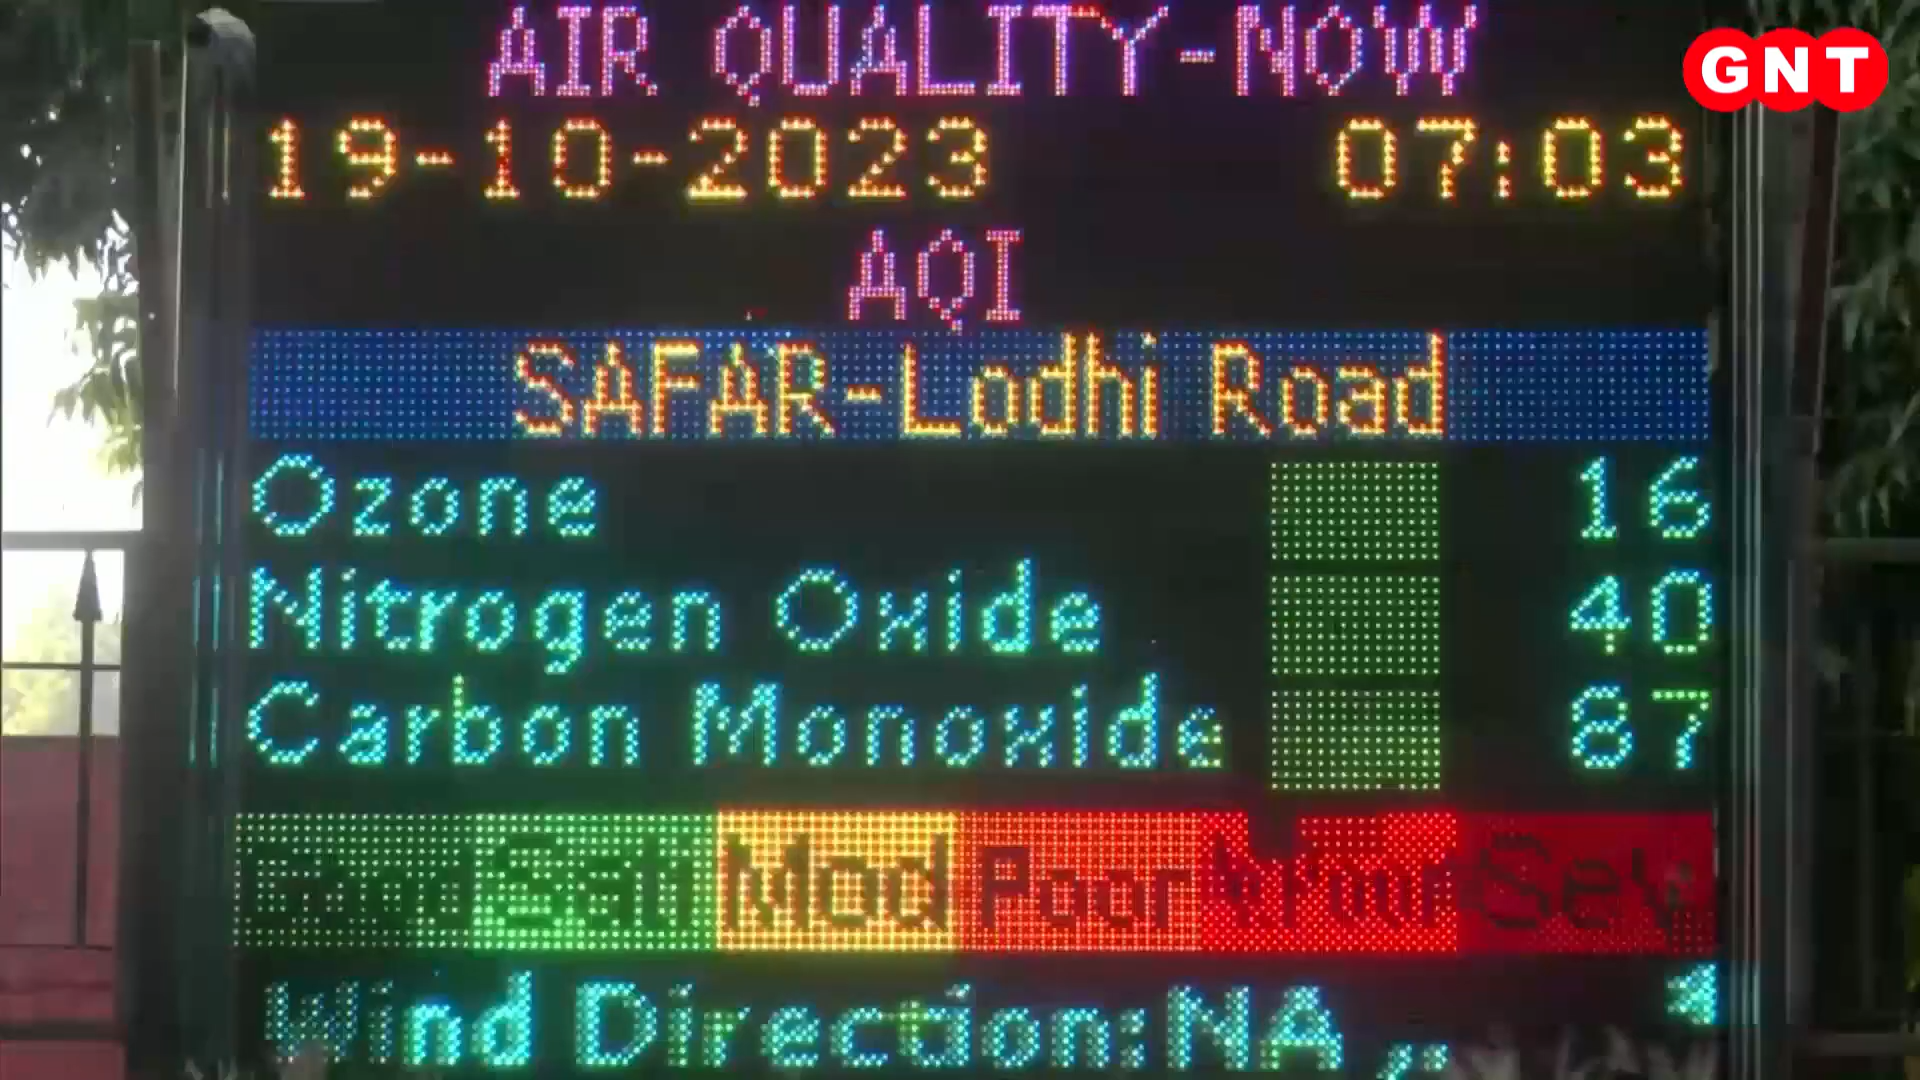 AIR QUALITY-NOW
GNT
19-10-2023 07:03
AQI
SAFAR-Lodhi Road
Ozone 16
Nitrogen Oxide 40
Carbon Monoxide 87
Mod Poor Sev
Wind Direction:NA